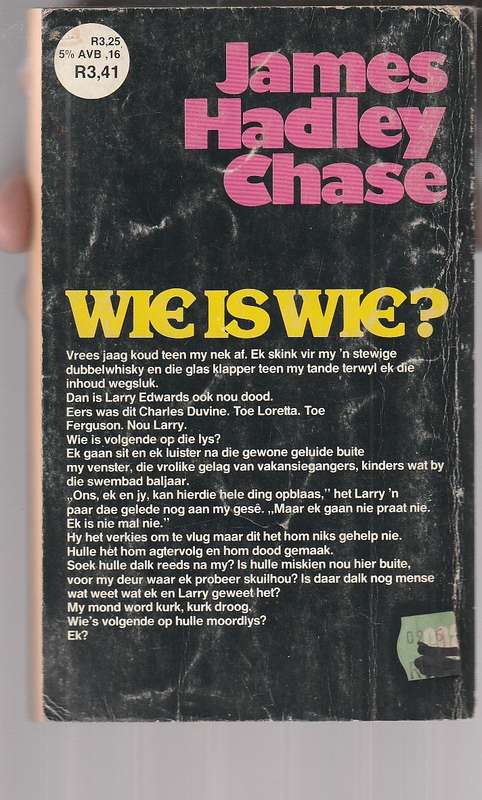 R3,25
5% AVB ,16
R3,41
James
Hadley
Chase
WIE IS WIE?
Vrees jaag koud teen my nek af. Ek skink vir my 'n stewige
dubbelwhisky en die glas klapper teen my tande terwyl ek die
inhoud wegsluk.
Dan is Larry Edwards ook nou dood.
Eers was dit Charles Duvine. Toe Loretta. Toe
Ferguson. Nou Larry.
Wie is volgende op die lys?
Ek gaan sit en ek luister na die gewone geluide buite
my venster, die vrolike gelag van vakansiegangers, kinders wat by
die swembad baljaar.
„Ons, ek en jy, kan hierdie hele ding opblaas,” het Larry 'n
paar dae gelede nog aan my gesê. „Maar ek gaan nie praat nie.
Ek is nie mal nie.”
Hy het verkies om te vlug maar dit het hom niks gehelp nie.
Hulle het hom agtervolg en hom dood gemaak.
Soek hulle dalk reeds na my? Is hulle miskien nou hier buite,
voor my deur waar ek probeer skuilhou? Is daar dalk nog mense
wat weet wat ek en Larry geweet het?
My mond word kurk, kurk droog.
Wie's volgende op hulle moordlys?
Ek?